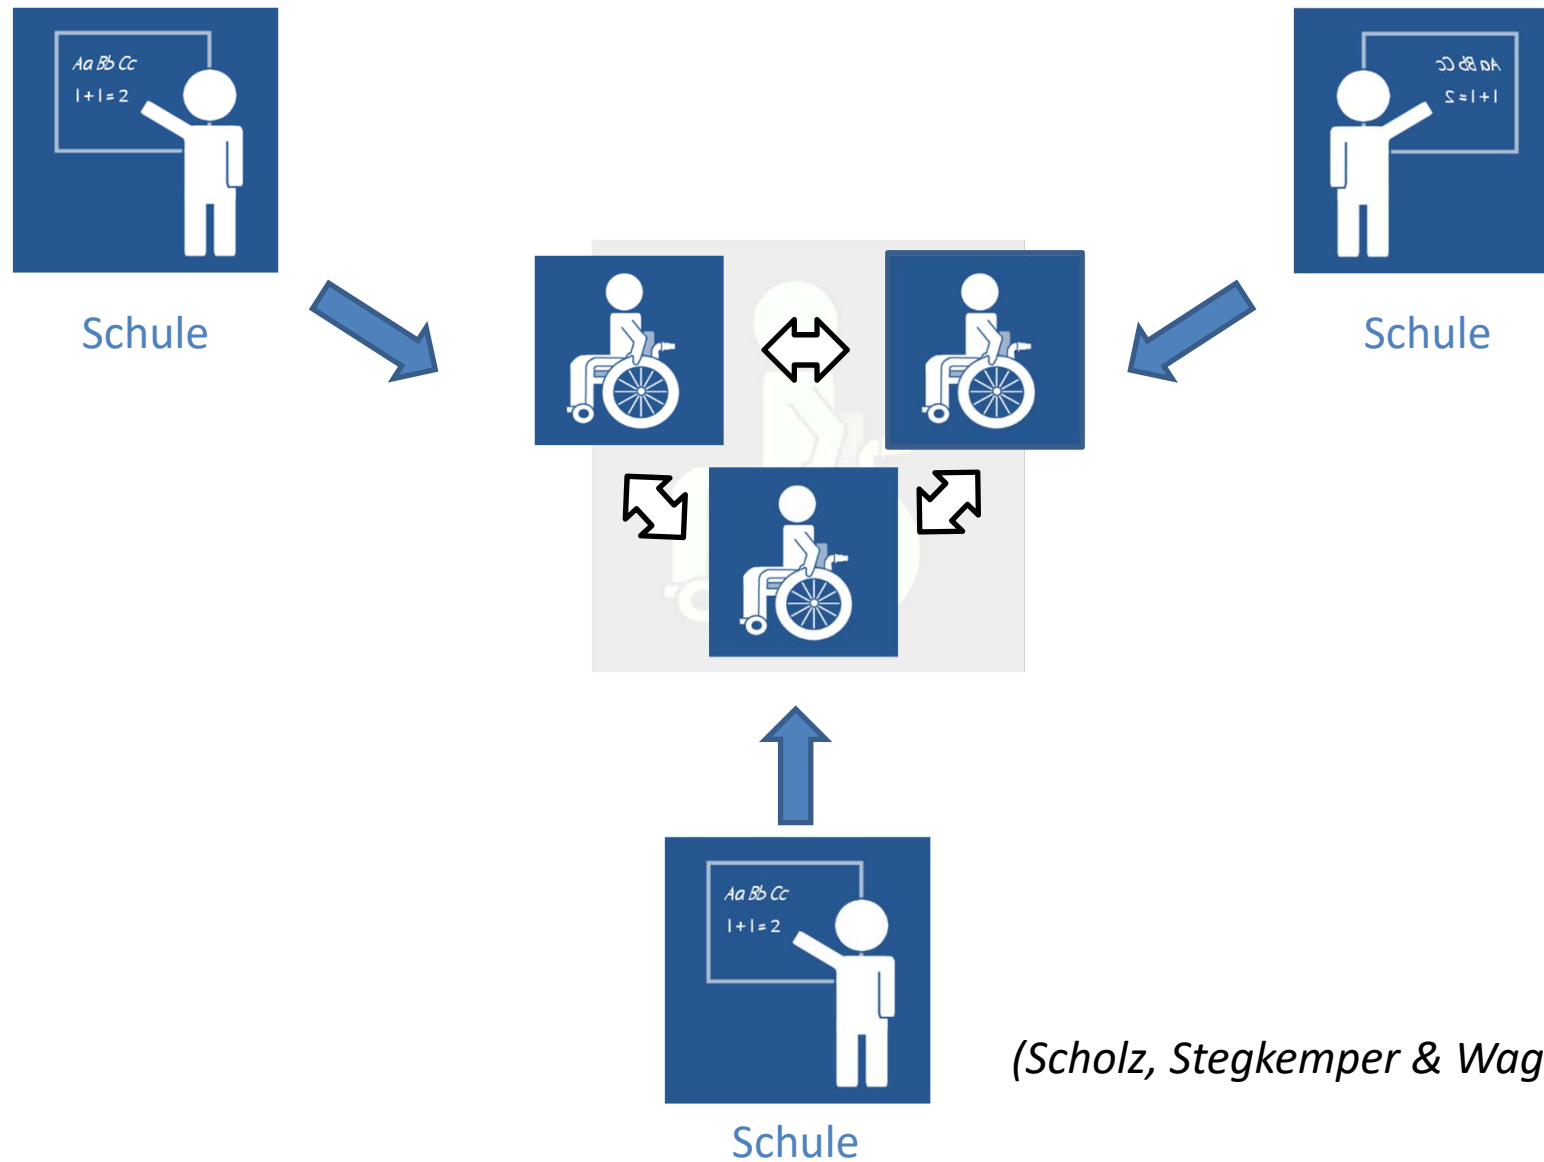 Aa Bb Cc
1+1=2
Aa Bb Cc
1+1=2
Schule
Schule
Aa Bb Cc
1+1=2
(Scholz, Stegkemper & Wag
Schule